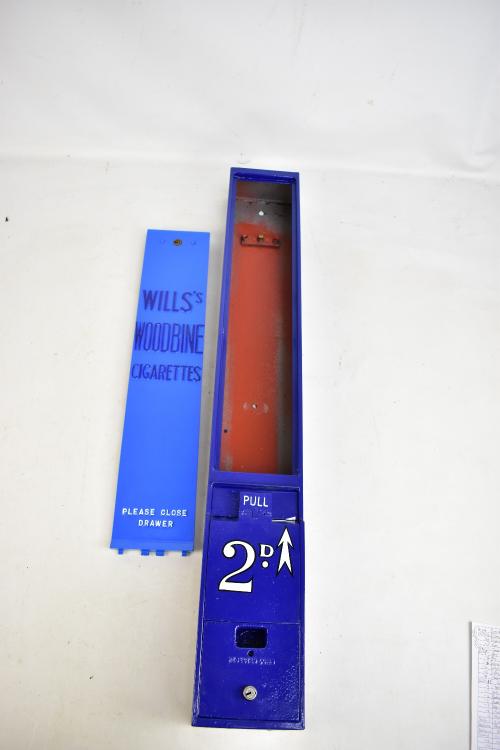 WILLS'S
WOODBINE
CIGARETTES
PLEASE CLOSE
DRAWER
PULL
2D.